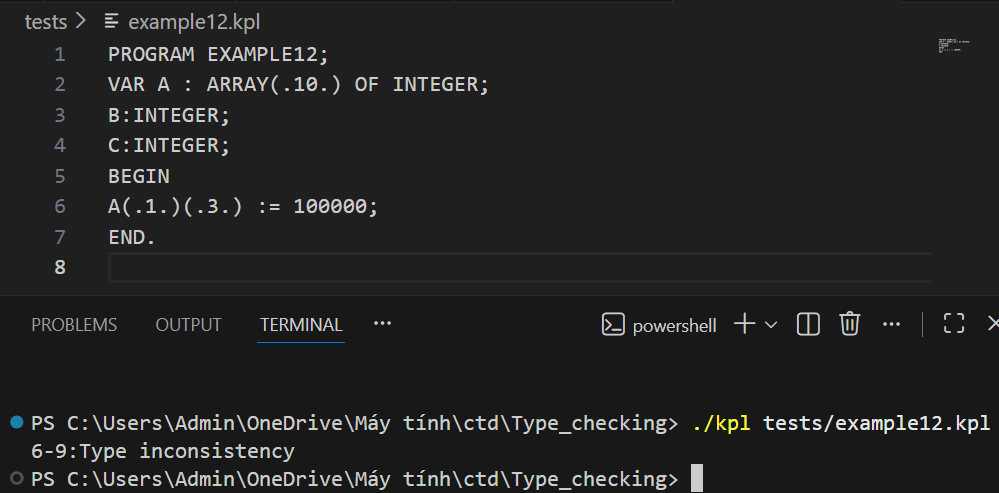 tests > example12.kpl
1 PROGRAM EXAMPLE12;
2 VAR A : ARRAY(.10.) OF INTEGER;
3 B:INTEGER;
4 C:INTEGER;
5 BEGIN
6 A(.1.)(.3.) := 100000;
7 END.
8
PROBLEMS OUTPUT TERMINAL ··· powershell
PS C:\Users\Admin\OneDrive\Máy tính\ctd\Type_checking> ./kpl tests/example12.kpl
6-9:Type inconsistency
PS C:\Users\Admin\OneDrive\Máy tính\ctd\Type_checking>